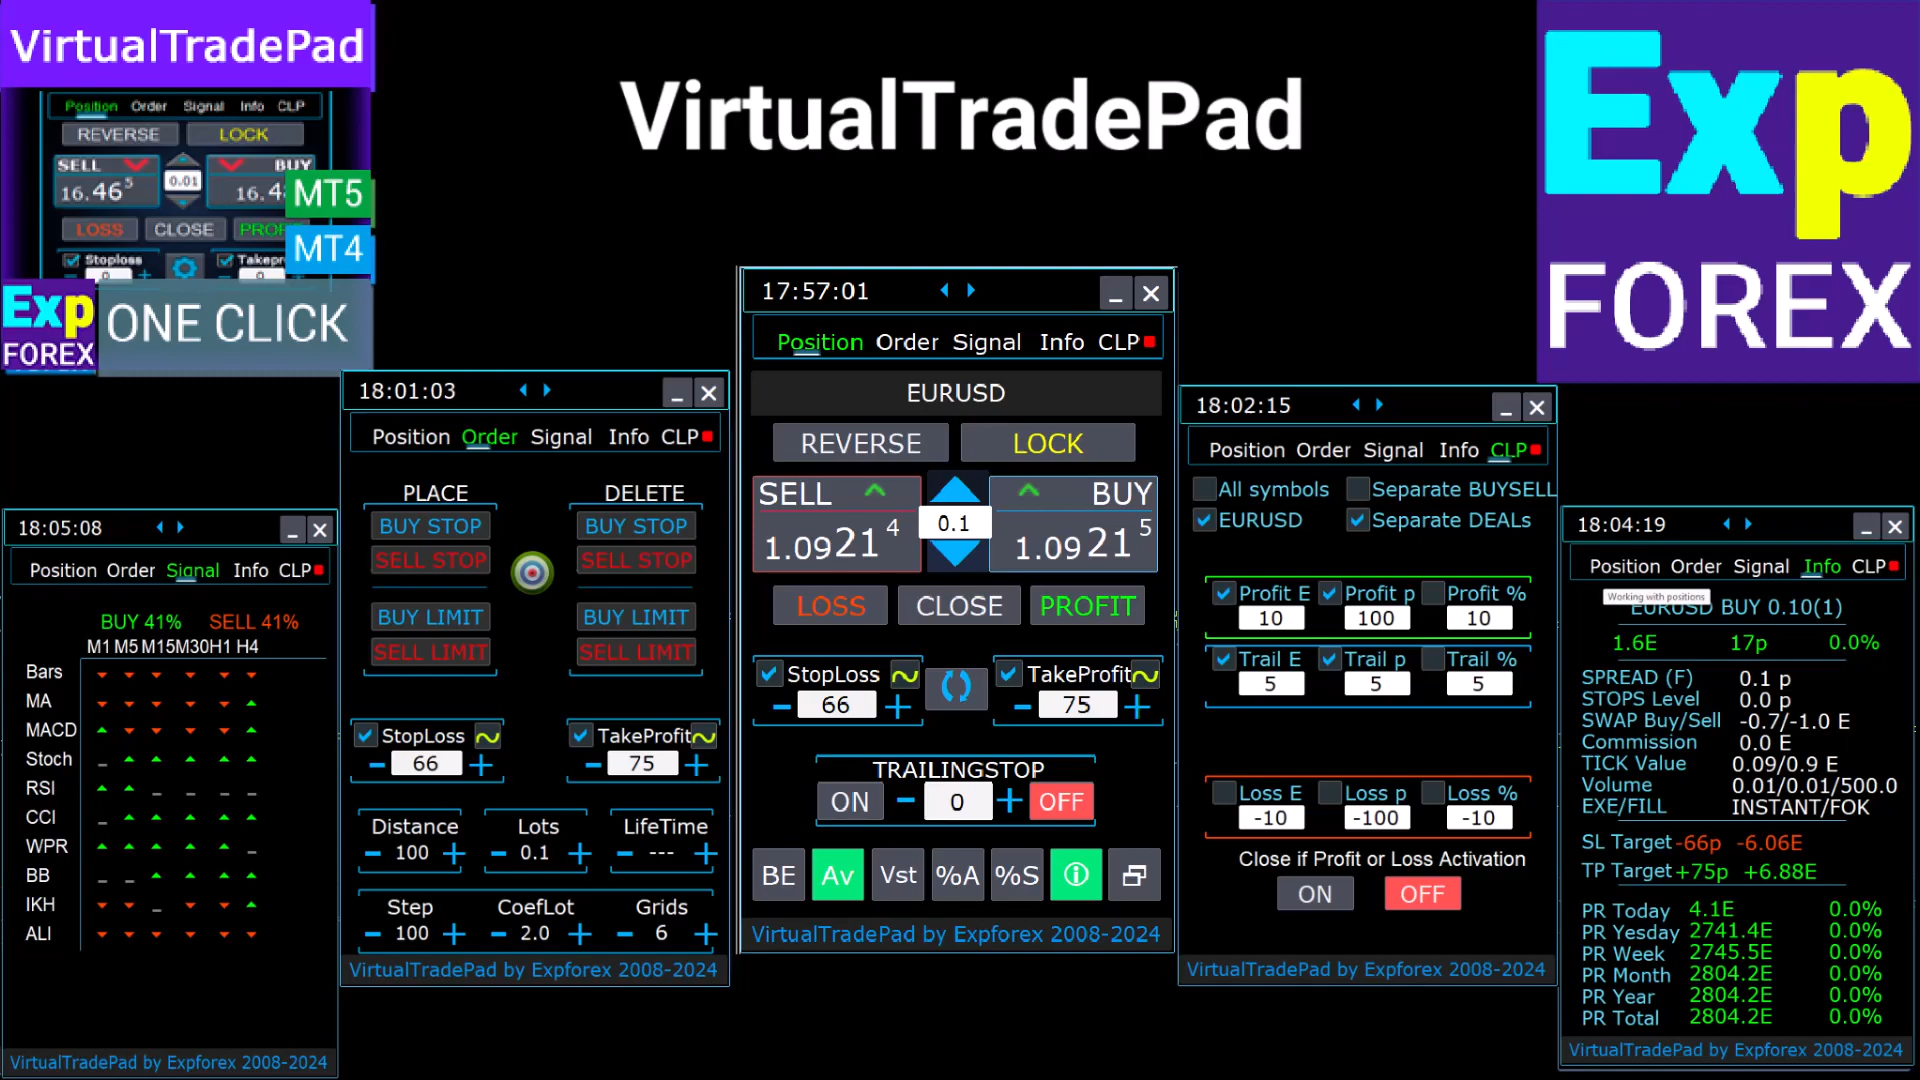 VirtualTradePad
Position Order Signal Info CLP
REVERSE LOCK
SELL BUY
16.46⁵ 0.01 16.4
MT5
LOSS CLOSE PROF
MT4
Stoploss Takepr
0 + 0
Exp
FOREX
ONE CLICK
VirtualTradePad
Exp
FOREX
18:05:08
Position Order Signal Info CLP
BUY 41% SELL 41%
M1 M5 M15 M30 H1 H4
Bars
MA
MACD
Stoch
RSI
CCI
WPR
BB
IKH
ALI
VirtualTradePad by Expforex 2008-2024
18:01:03
Position Order Signal Info CLP
PLACE DELETE
BUY STOP BUY STOP
SELL STOP SELL STOP
BUY LIMIT BUY LIMIT
SELL LIMIT SELL LIMIT
StopLoss TakeProfit
- 66 + - 75 +
Distance Lots LifeTime
- 100 + - 0.1 + - --- +
Step CoefLot Grids
- 100 + - 2.0 + - 6 +
VirtualTradePad by Expforex 2008-2024
17:57:01
Position Order Signal Info CLP
EURUSD
REVERSE LOCK
SELL BUY
1.0921⁴ 0.1 1.0921⁵
LOSS CLOSE PROFIT
StopLoss TakeProfit
- 66 + - 75 +
TRAILINGSTOP
ON - 0 + OFF
BE Av Vst %A %S
VirtualTradePad by Expforex 2008-2024
18:02:15
Position Order Signal Info CLP
All symbols Separate BUYSELL
EURUSD Separate DEALs
Profit E Profit p Profit %
10 100 10
Trail E Trail p Trail %
5 5 5
Loss E Loss p Loss %
-10 -100 -10
Close if Profit or Loss Activation
ON OFF
VirtualTradePad by Expforex 2008-2024
18:04:19
Position Order Signal Info CLP
Working with positions
EURUSD BUY 0.10(1)
1.6E 17p 0.0%
SPREAD (F) 0.1 p
STOPS Level 0.0 p
SWAP Buy/Sell -0.7/-1.0 E
Commission 0.0 E
TICK Value 0.09/0.9 E
Volume 0.01/0.01/500.0
EXE/FILL INSTANT/FOK
SL Target -66p -6.06E
TP Target +75p +6.88E
PR Today 4.1E 0.0%
PR Yesday 2741.4E 0.0%
PR Week 2745.5E 0.0%
PR Month 2804.2E 0.0%
PR Year 2804.2E 0.0%
PR Total 2804.2E 0.0%
VirtualTradePad by Expforex 2008-2024